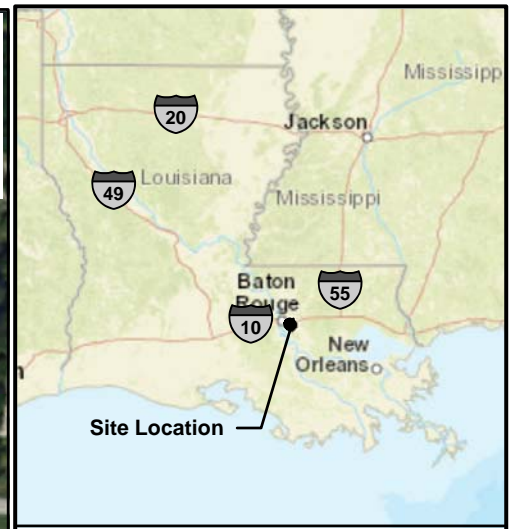 Mississipp
20
Jackson
49
Louisiana
Mississippi
Baton
Rouge
55
10
New
Orleans
n
Site Location